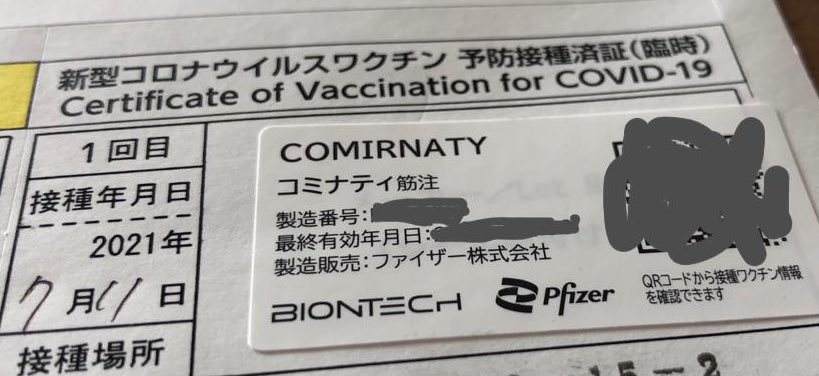 新型コロナウイルスワクチン 予防接種済証(臨時)
Certificate of Vaccination for COVID-19
1回目
接種年月日
2021年
7月11日
接種場所
COMIRNATY
コミナティ筋注
製造番号:
最終有効年月日:
製造販売:ファイザー株式会社
BIONTECH Pfizer
QRコードから接種ワクチン情報
を確認できます
15-2